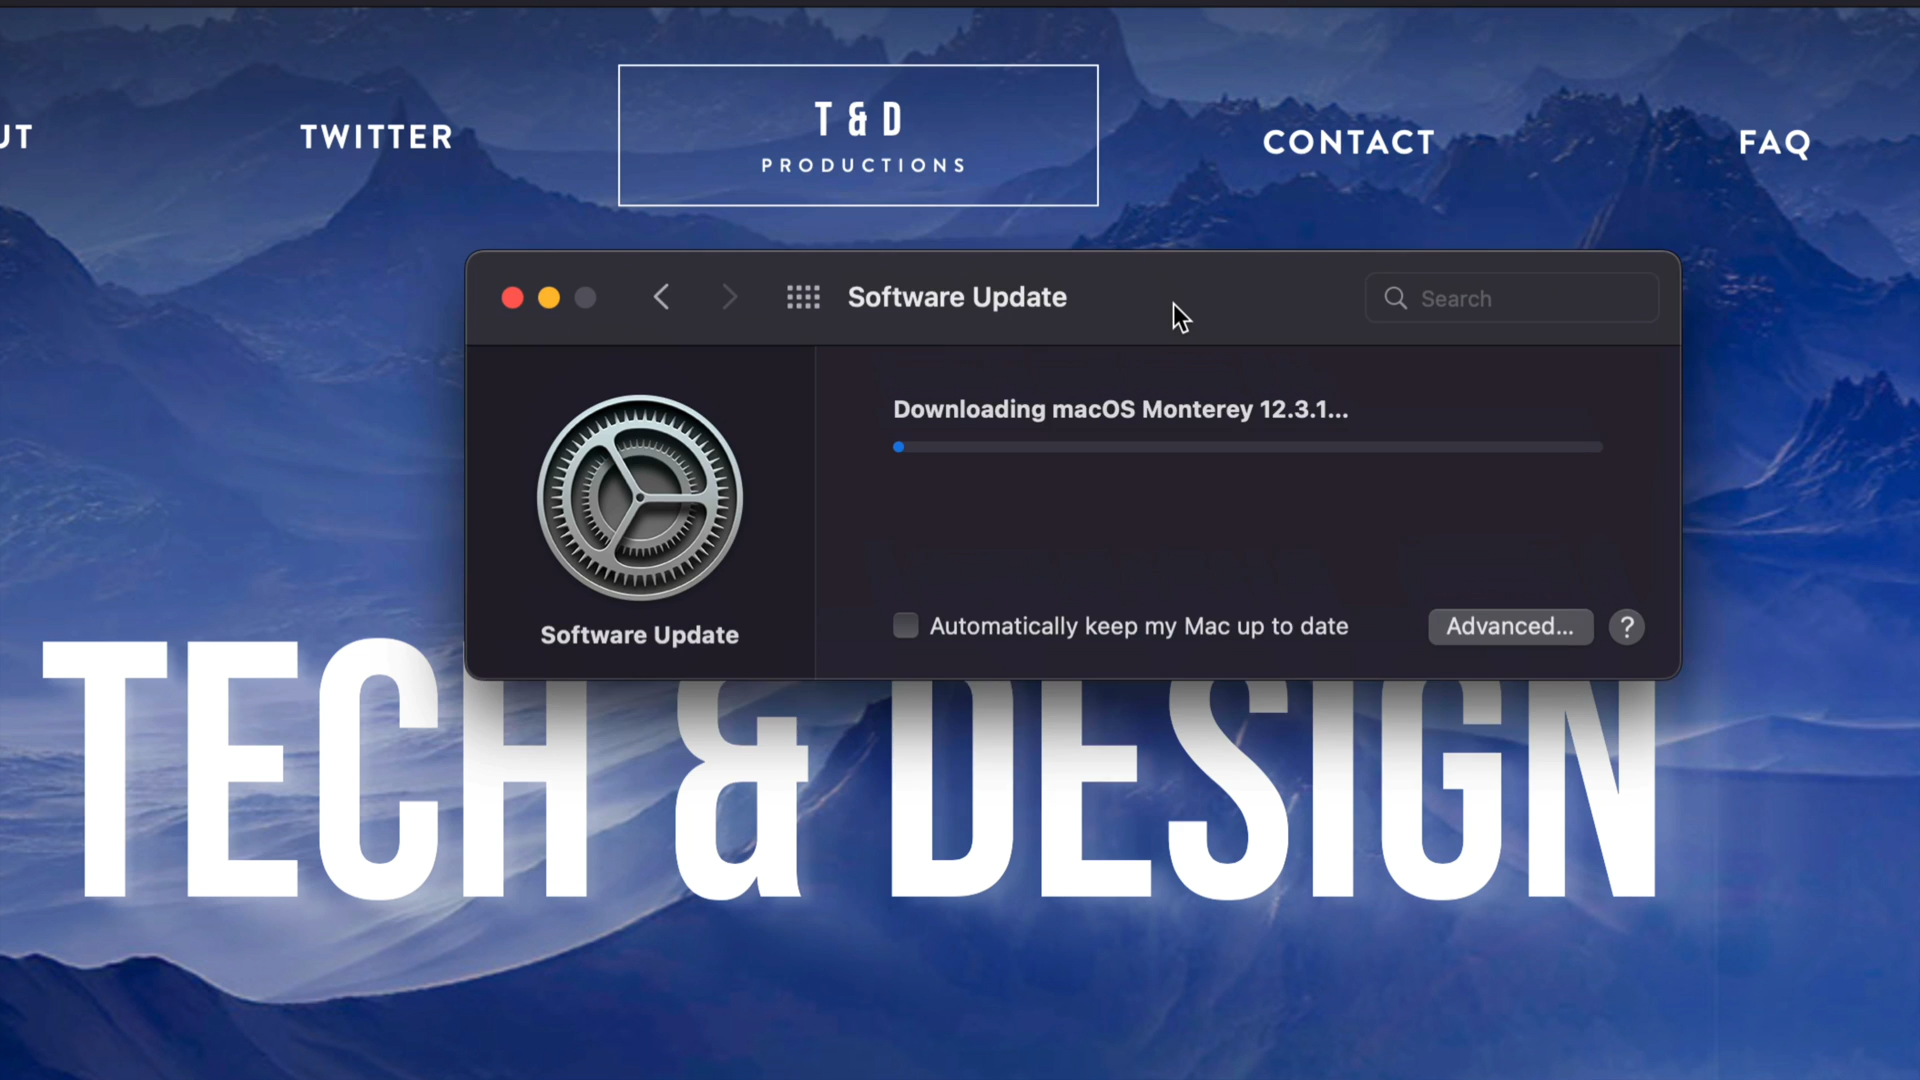 UT
TWITTER
T & D
PRODUCTIONS
CONTACT
FAQ
Software Update
Search
Downloading macOS Monterey 12.3.1...
Automatically keep my Mac up to date
Advanced...
?
Software Update
TECH & DESIGN